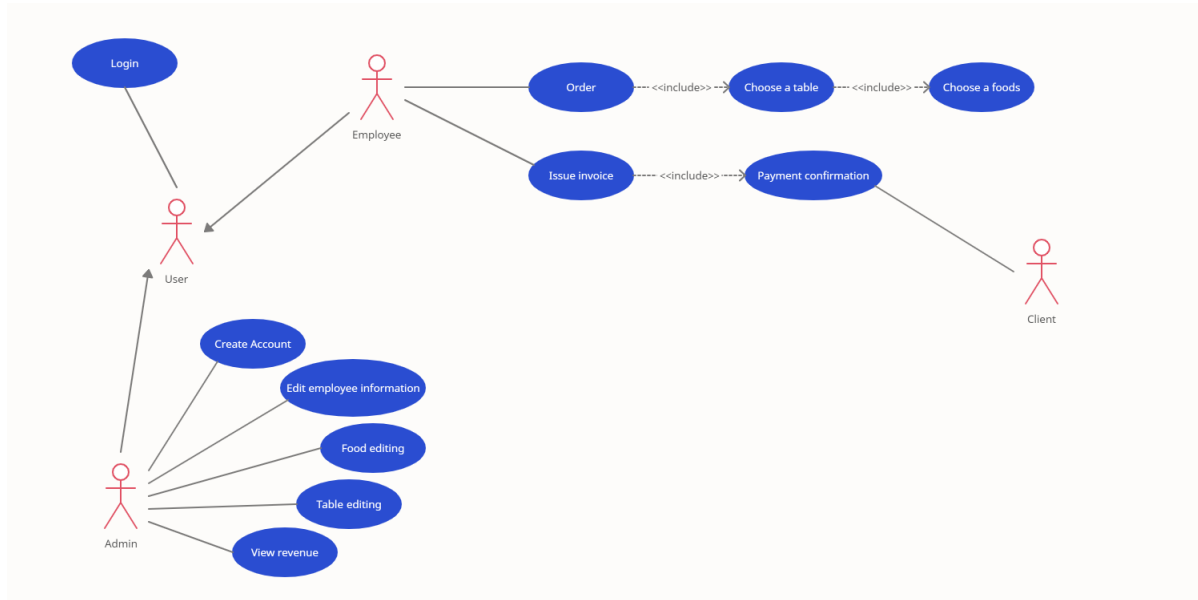 Login
Employee
Order
<<include>>
Choose a table
<<include>>
Choose a foods
Issue invoice
<<include>>
Payment confirmation
User
Client
Create Account
Edit employee information
Food editing
Table editing
Admin
View revenue